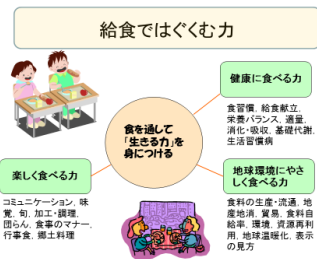 給食ではぐくむ力
健康に食べる力
食習慣，給食献立，
栄養バランス，適量，
消化・吸収，基礎代謝，
生活習慣病
食を通して
「生きる力」を
身につける
楽しく食べる力
コミュニケーション，味
覚，旬，加工・調理，
団らん，食事のマナー，
行事食，郷土料理
地球環境にやさ
しく食べる力
食料の生産・流通，地
産地消，貿易，食料自
給率，環境，資源再利
用，地球温暖化，表示
の見方